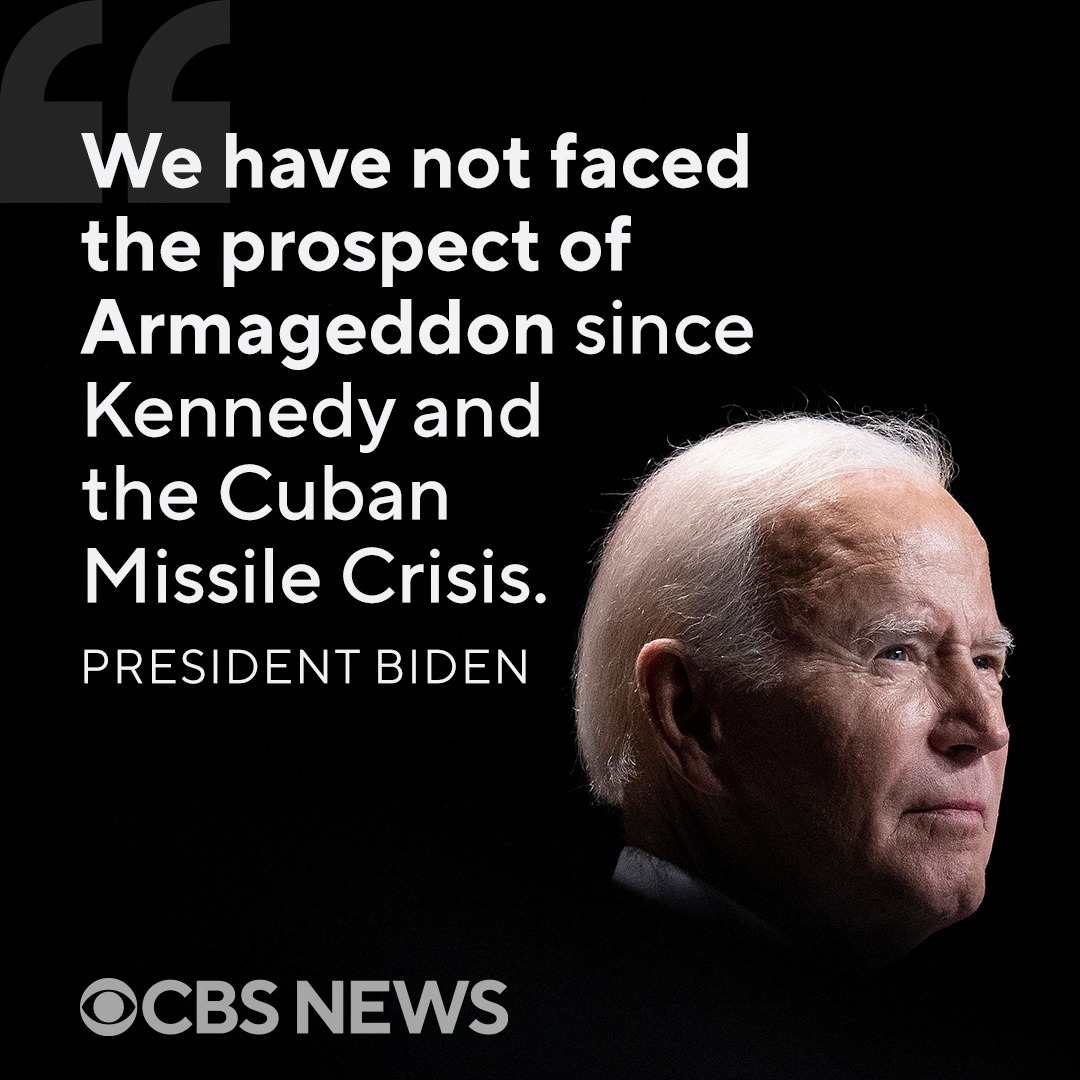 “
We have not faced
the prospect of
Armageddon since
Kennedy and
the Cuban
Missile Crisis.
PRESIDENT BIDEN
CBS NEWS